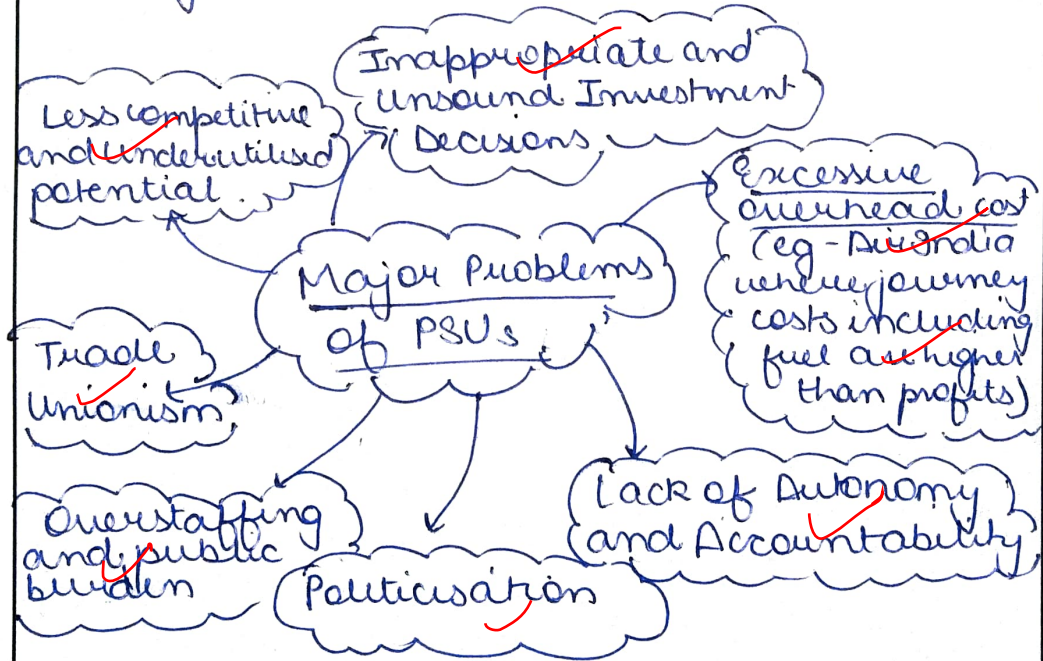 Inappropriate and
unsound Investment
Decisions
Less competitive
and Underutilised
potential.
Excessive
overhead cost
(eg - Air India
where journey
costs including
fuel are higher
than profits)
Major Problems
of PSUs
Trade
Unionism
Lack of Autonomy
and Accountability
Overstaffing
and public
burden
Politicisation